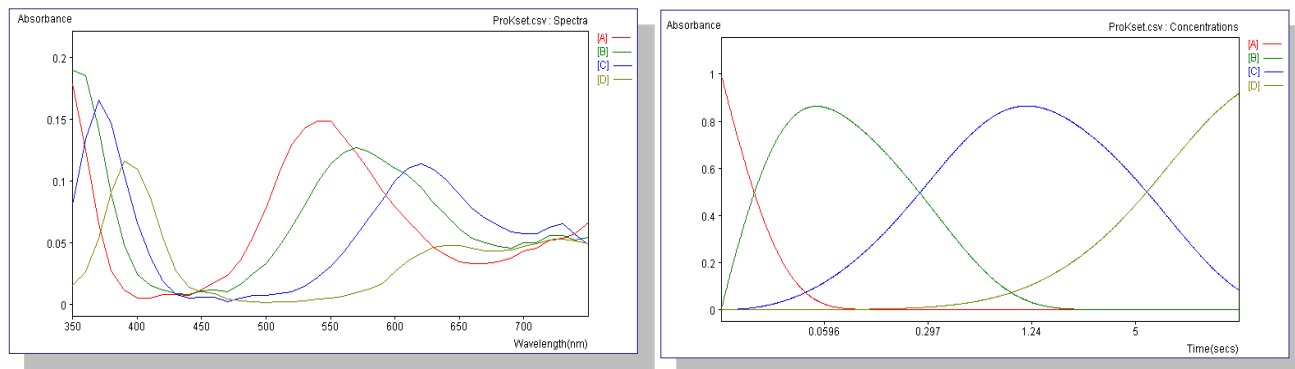 Absorbance
ProKset.csv : Spectra
[A]
[B]
[C]
[D]
0.2
0.15
0.1
0.05
0
350 400 450 500 550 600 650 700
Wavelength(nm)
Absorbance
ProKset.csv : Concentrations
[A]
[B]
[C]
[D]
1
0.8
0.6
0.4
0.2
0
0.0596 0.297 1.24 5
Time(secs)